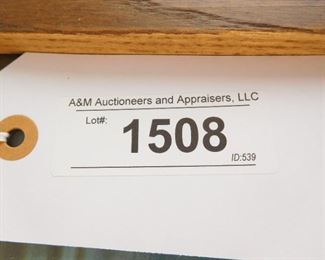 A&M Auctioneers and Appraisers, LLC
Lot#: 1508
ID:539